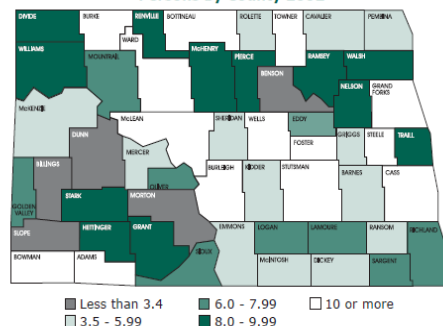 DIVIDE BURKE RENVILLE BOTTINEAU ROLETTE TOWNER CAVALIER PEMBINA
WILLIAMS WARD McHENRY PIERCE RAMSEY WALSH
MOUNTRAIL BENSON NELSON GRAND FORKS
McKENZIE McLEAN SHERIDAN WELLS EDDY
DUNN MERCER FOSTER GRIGGS STEELE TRAILL
BILLINGS OLIVER BURLEIGH KIDDER STUTSMAN BARNES CASS
GOLDEN VALLEY STARK MORTON
SLOPE HETTINGER GRANT EMMONS LOGAN LAMOURE RANSOM RICHLAND
BOWMAN ADAMS SIOUX McINTOSH DICKEY SARGENT
Less than 3.4 6.0 - 7.99 10 or more
3.5 - 5.99 8.0 - 9.99